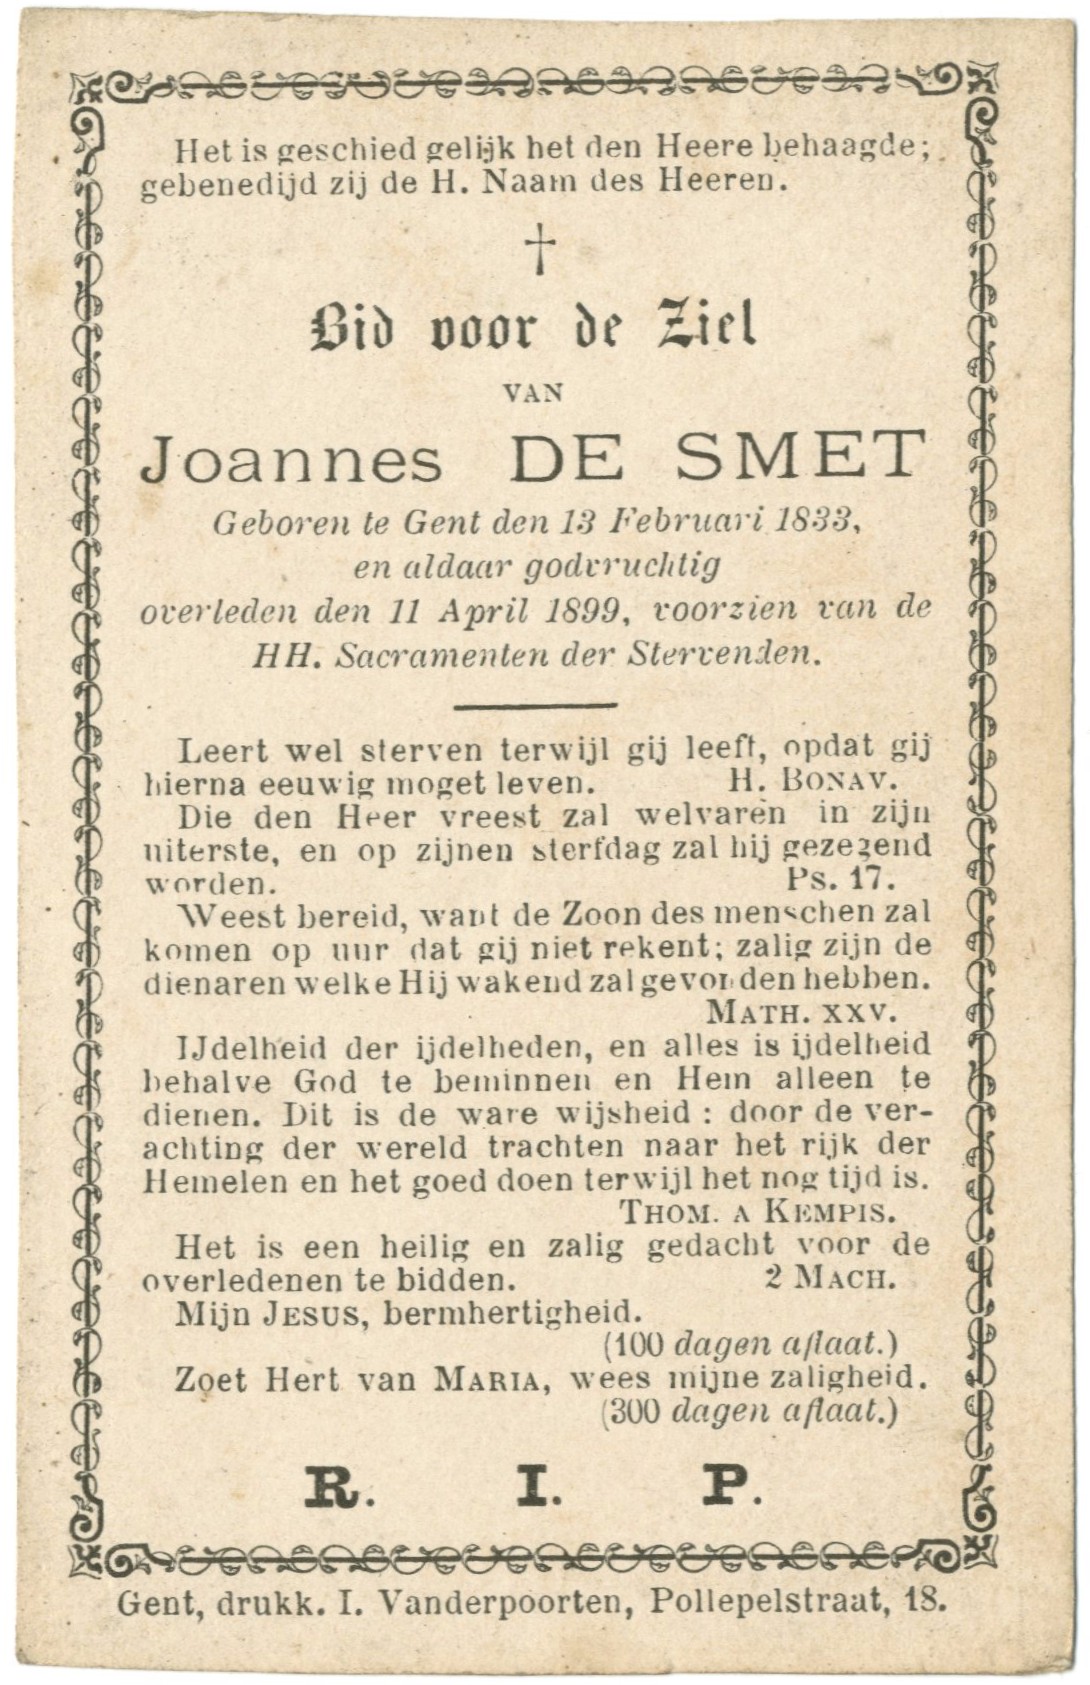 Het is geschied gelijk het den Heere behaagde;
gebenedijd zij de H. Naam des Heeren.
†
Bid voor de Ziel
VAN
Joannes DE SMET
Geboren te Gent den 13 Februari 1833,
en aldaar godvruchtig
overleden den 11 April 1899, voorzien van de
HH. Sacramenten der Stervenden.
Leert wel sterven terwijl gij leeft, opdat gij
hierna eeuwig moget leven. H. BONAV.
Die den Heer vreest zal welvaren in zijn
uiterste, en op zijnen sterfdag zal hij gezegend
worden. Ps. 17.
Weest bereid, want de Zoon des menschen zal
komen op uur dat gij niet rekent; zalig zijn de
dienaren welke Hij wakend zal gevonden hebben.
MATH. XXV.
IJdelheid der ijdelheden, en alles is ijdelheid
behalve God te beminnen en Hem alleen te
dienen. Dit is de ware wijsheid : door de ver-
achting der wereld trachten naar het rijk der
Hemelen en het goed doen terwijl het nog tijd is.
THOM. A KEMPIS.
Het is een heilig en zalig gedacht voor de
overledenen te bidden. 2 MACH.
Mijn JESUS, bermhertigheid.
(100 dagen aflaat.)
Zoet Hert van MARIA, wees mijne zaligheid.
(300 dagen aflaat.)
R. I. P.
Gent, drukk. I. Vanderpoorten, Pollepelstraat, 18.